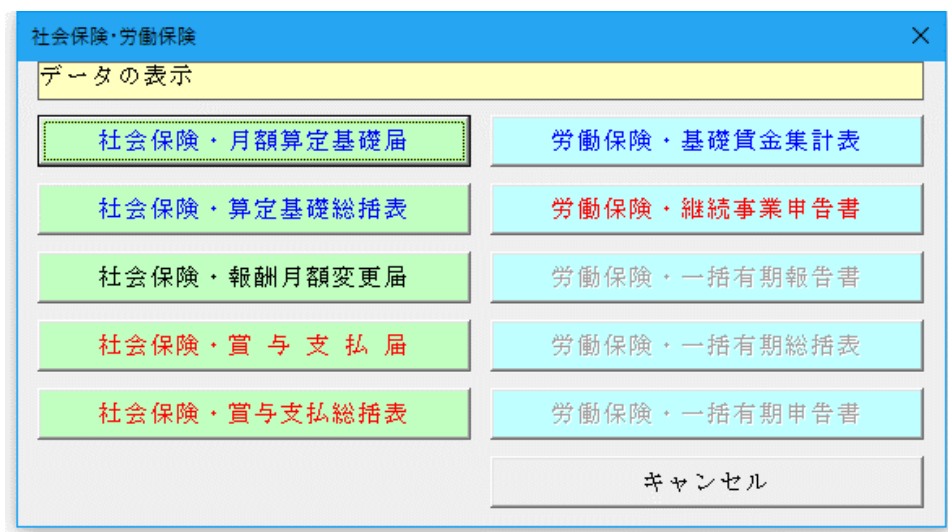 社会保険・労働保険
データの表示
社会保険・月額算定基礎届
労働保険・基礎賃金集計表
社会保険・算定基礎総括表
労働保険・継続事業申告書
社会保険・報酬月額変更届
労働保険・一括有期報告書
社会保険・賞 与 支 払 届
労働保険・一括有期総括表
社会保険・賞与支払総括表
労働保険・一括有期申告書
キャンセル